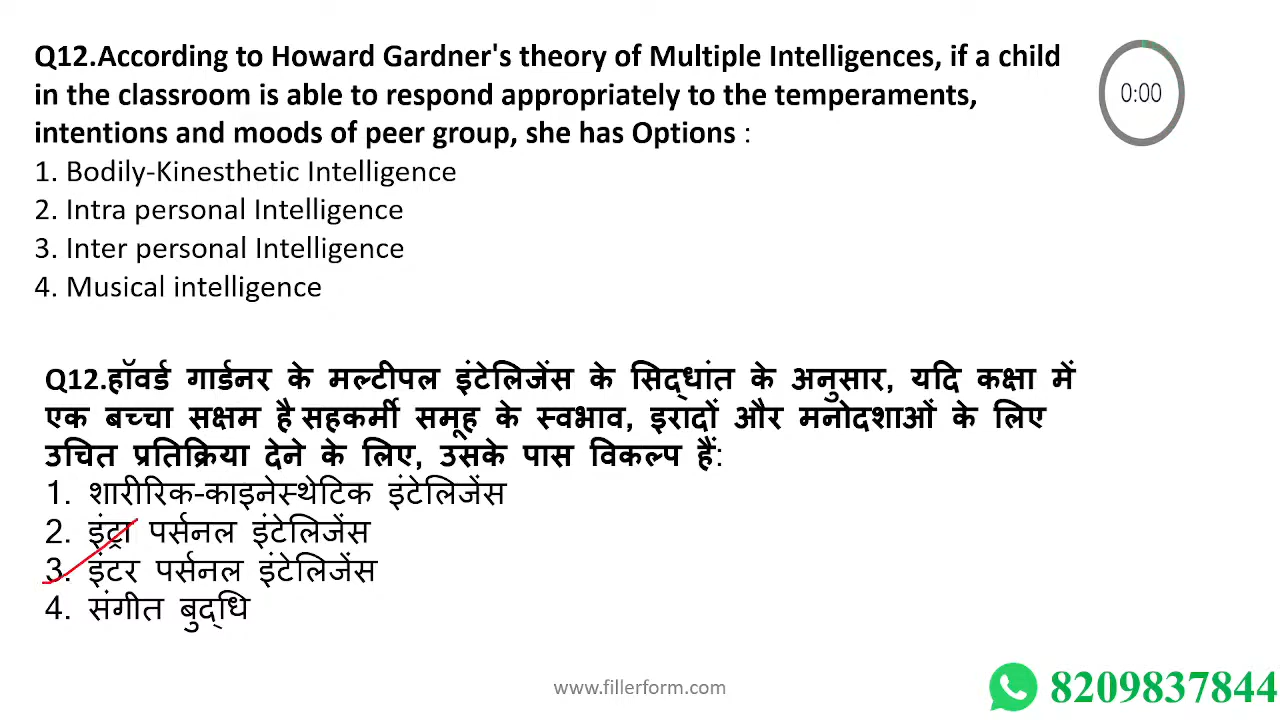 Q12.According to Howard Gardner's theory of Multiple Intelligences, if a child
in the classroom is able to respond appropriately to the temperaments,
intentions and moods of peer group, she has Options :
1. Bodily-Kinesthetic Intelligence
2. Intra personal Intelligence
3. Inter personal Intelligence
4. Musical intelligence
0:00
Q12.हॉवर्ड गार्डनर के मल्टीपल इंटेलिजेंस के सिद्धांत के अनुसार, यदि कक्षा में
एक बच्चा सक्षम है सहकर्मी समूह के स्वभाव, इरादों और मनोदशाओं के लिए
उचित प्रतिक्रिया देने के लिए, उसके पास विकल्प हैं:
1. शारीरिक-काइनेस्थेटिक इंटेलिजेंस
2. इंट्रा पर्सनल इंटेलिजेंस
3. इंटर पर्सनल इंटेलिजेंस
4. संगीत बुद्धि
www.fillerform.com
8209837844